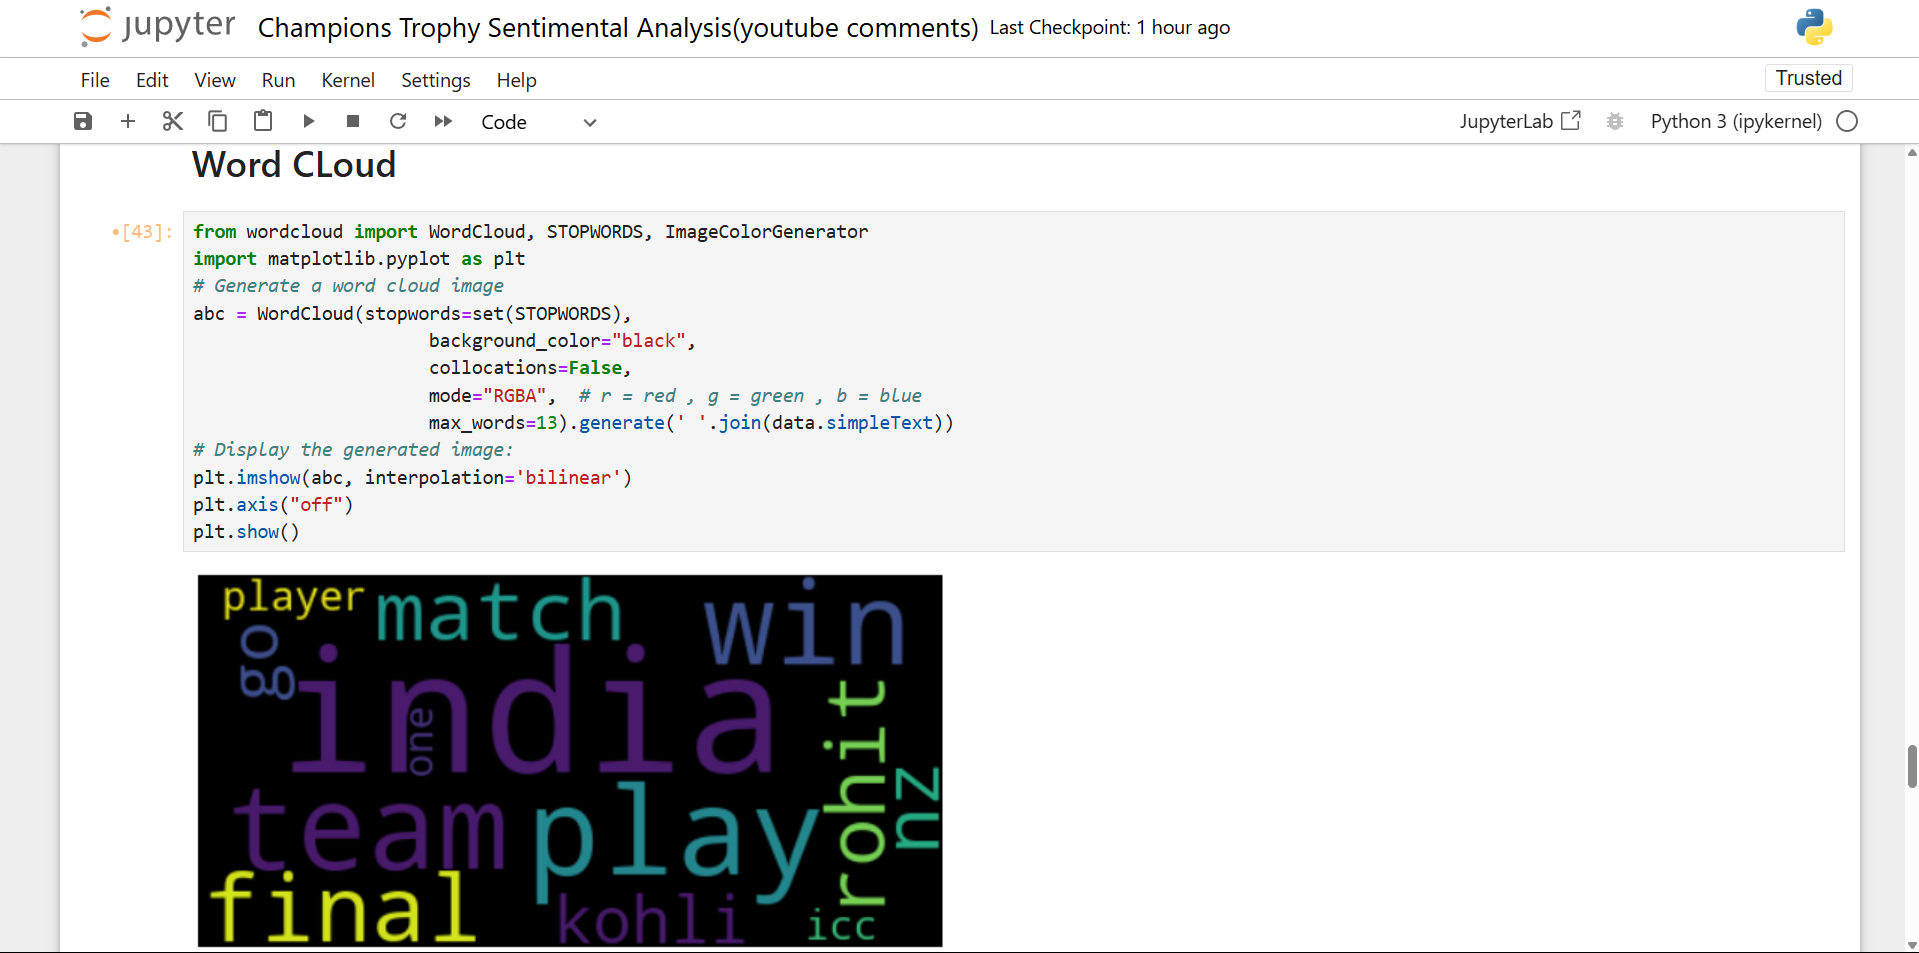 jupyter Champions Trophy Sentimental Analysis(youtube comments) Last Checkpoint: 1 hour ago
File Edit View Run Kernel Settings Help Trusted
Code JupyterLab Python 3 (ipykernel)
Word CLoud
•[43]:
from wordcloud import WordCloud, STOPWORDS, ImageColorGenerator
import matplotlib.pyplot as plt
# Generate a word cloud image
abc = WordCloud(stopwords=set(STOPWORDS),
                      background_color="black",
                      collocations=False,
                      mode="RGBA",  # r = red , g = green , b = blue
                      max_words=13).generate(' '.join(data.simpleText))
# Display the generated image:
plt.imshow(abc, interpolation='bilinear')
plt.axis("off")
plt.show()
player
match
win
go
india
one
rohit
nz
team
play
final
kohli
icc